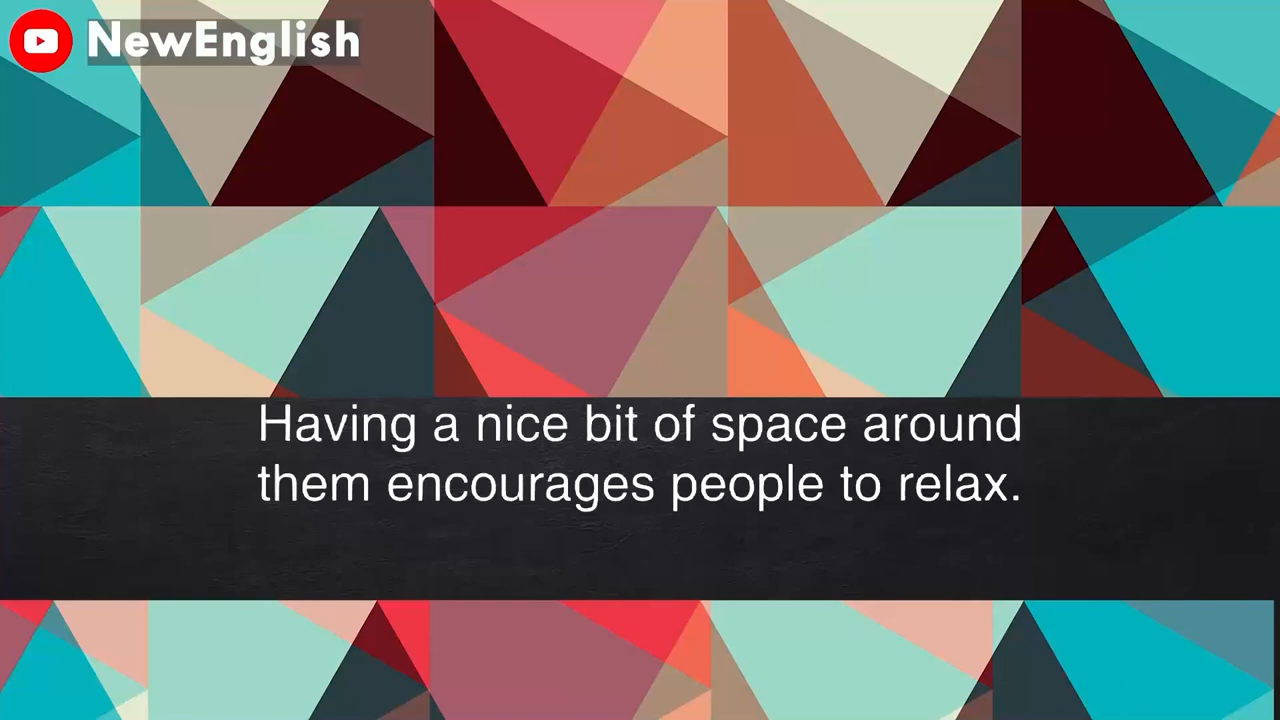 NewEnglish
Having a nice bit of space around
them encourages people to relax.